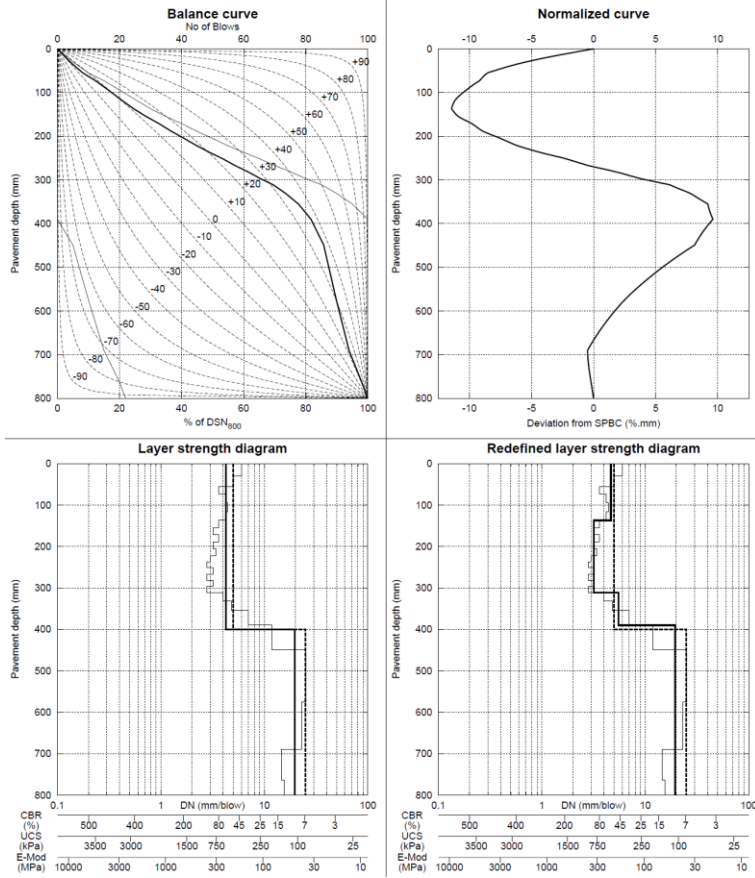 Balance curve
No of Blows
0 20 40 60 80 100
0
100
200
300
400
500
600
700
800
Pavement depth (mm)
+90
+80
+70
+60
+50
+40
+30
+20
+10
0
-10
-20
-30
-40
-50
-60
-70
-80
-90
0 20 40 60 80 100
% of DSN800
Normalized curve
-10 -5 0 5 10
0
100
200
300
400
500
600
700
800
Pavement depth (mm)
-10 -5 0 5 10
Deviation from SPBC (%.mm)
Layer strength diagram
0
100
200
300
400
500
600
700
800
Pavement depth (mm)
0.1 1 10 100
DN (mm/blow)
CBR (%) 500 400 200 80 45 25 15 7 3
UCS (kPa) 3500 3000 1500 750 250 100 25
E-Mod (MPa) 10000 3000 1000 300 100 30 10
Redefined layer strength diagram
0
100
200
300
400
500
600
700
800
Pavement depth (mm)
0.1 1 10 100
DN (mm/blow)
CBR (%) 500 400 200 80 45 25 15 7 3
UCS (kPa) 3500 3000 1500 750 250 100 25
E-Mod (MPa) 10000 3000 1000 300 100 30 10